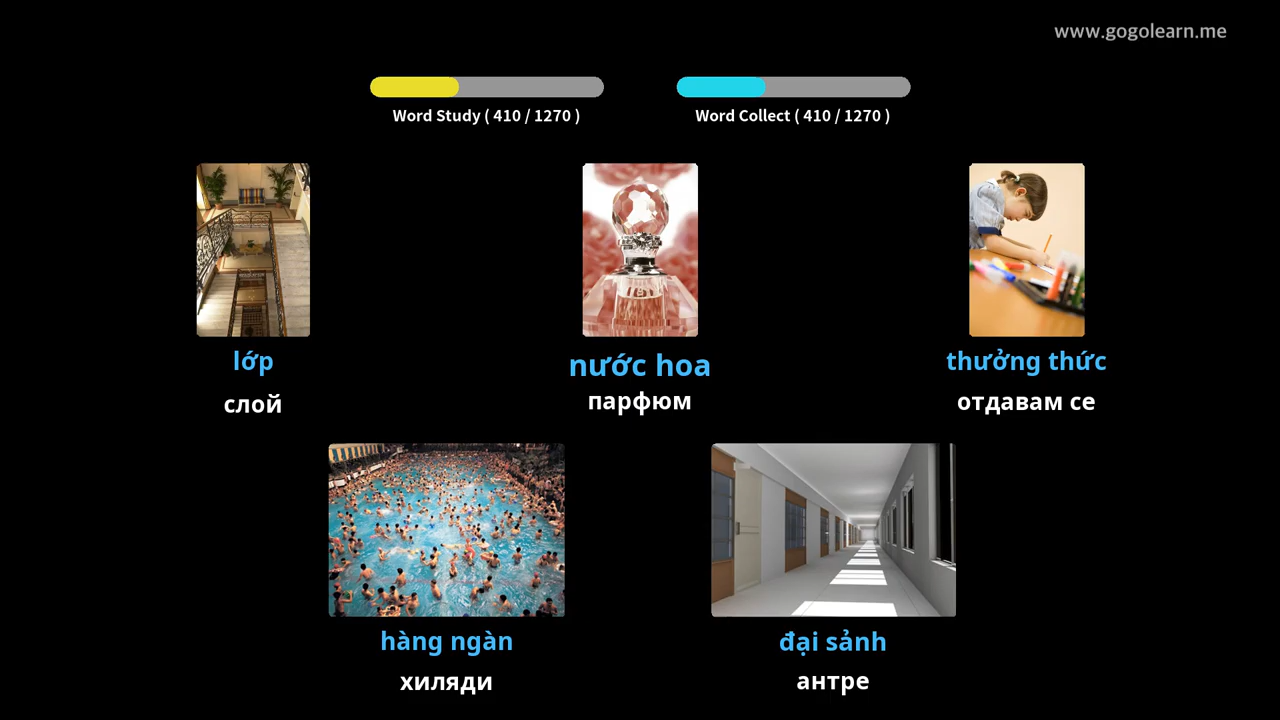 www.gogolearn.me
Word Study ( 410 / 1270 )
Word Collect ( 410 / 1270 )
lớp
слой
nước hoa
парфюм
thưởng thức
отдавам се
hàng ngàn
хиляди
đại sảnh
антре